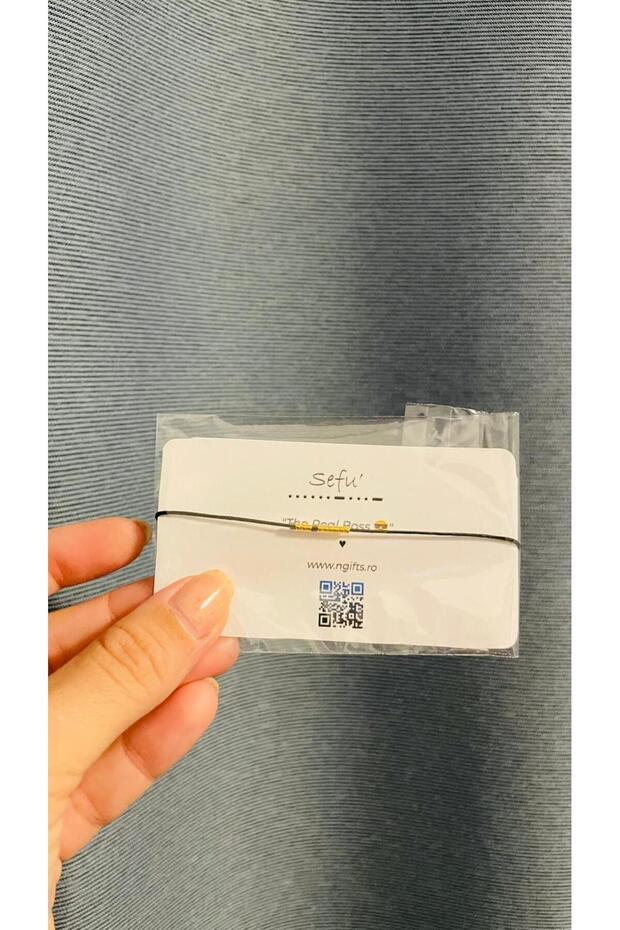 Sefu'
"The Real Boss 😎"
♥
www.ngifts.ro